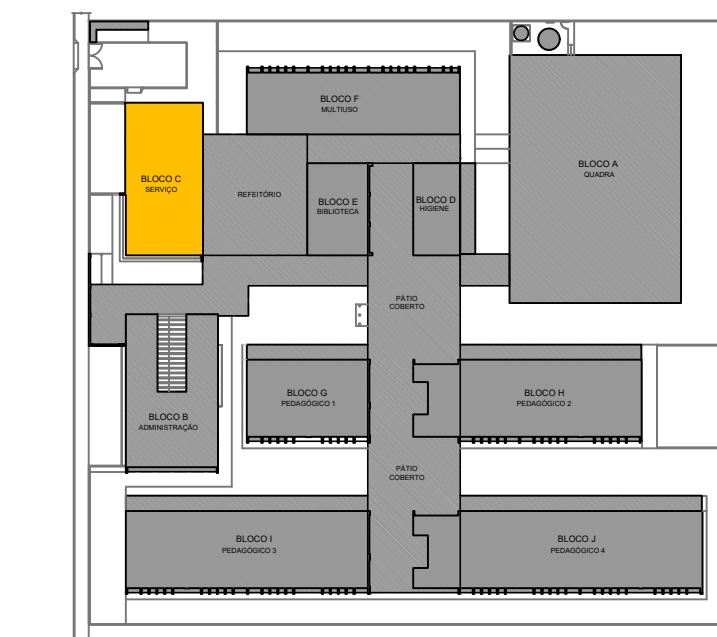 BLOCO F
MULTIUSO
BLOCO A
QUADRA
BLOCO C
SERVIÇO
REFEITÓRIO
BLOCO E
BIBLIOTECA
BLOCO D
HIGIENE
PÁTIO
COBERTO
BLOCO G
PEDAGÓGICO 1
BLOCO H
PEDAGÓGICO 2
BLOCO B
ADMINISTRAÇÃO
PÁTIO
COBERTO
BLOCO I
PEDAGÓGICO 3
BLOCO J
PEDAGÓGICO 4